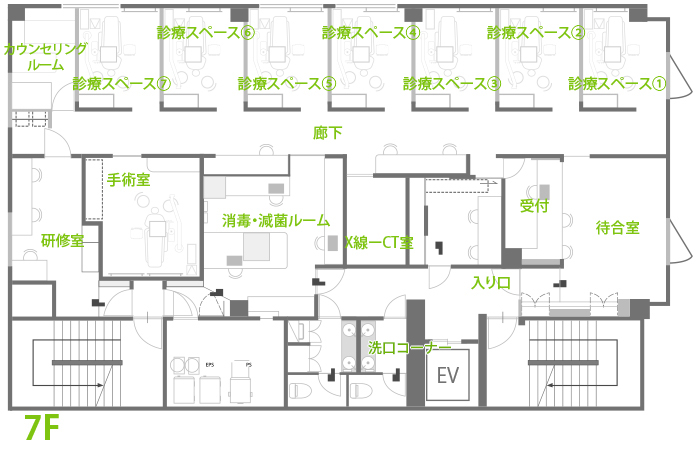 診療スペース⑥
診療スペース④
診療スペース②
カウンセリング
ルーム
診療スペース⑦
診療スペース⑤
診療スペース③
診療スペース①
廊下
手術室
消毒・減菌ルーム
X線ーCT室
受付
待合室
研修室
入り口
洗口コーナー
EPS
PS
EV
7F